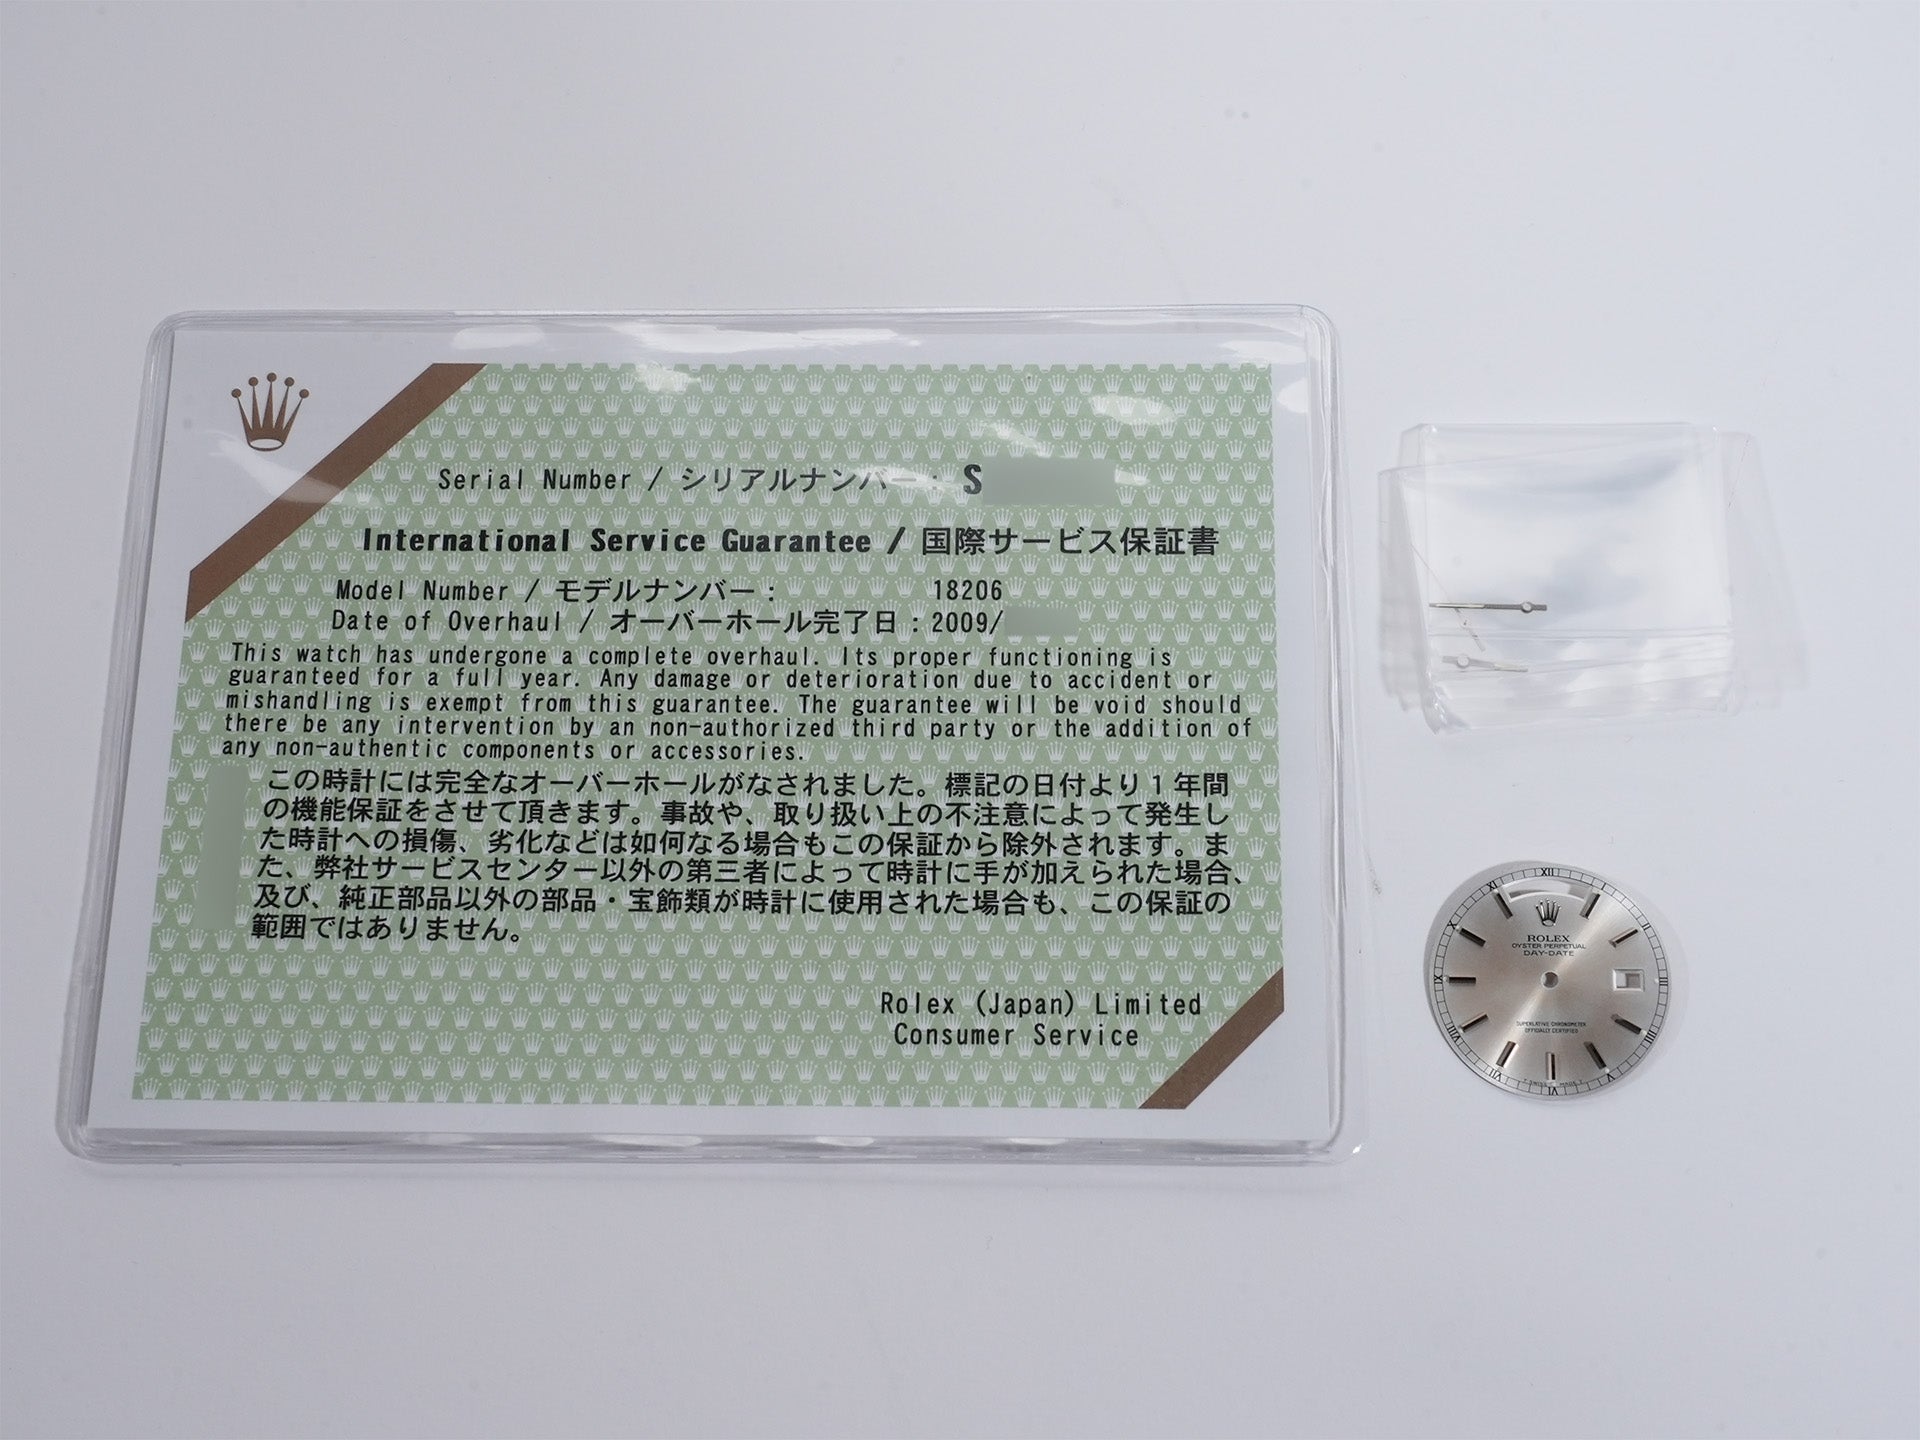 Serial Number / シリアルナンバー : S
International Service Guarantee / 国際サービス保証書
Model Number / モデルナンバー : 18206
Date of Overhaul / オーバーホール完了日 : 2009/
This watch has undergone a complete overhaul. Its proper functioning is
guaranteed for a full year. Any damage or deterioration due to accident or
mishandling is exempt from this guarantee. The guarantee will be void should
there be any intervention by an non-authorized third party or the addition of
any non-authentic components or accessories.
この時計には完全なオーバーホールがなされました。標記の日付より1年間
の機能保証をさせて頂きます。事故や、取り扱い上の不注意によって発生し
た時計への損傷、劣化などは如何なる場合もこの保証から除外されます。ま
た、弊社サービスセンター以外の第三者によって時計に手が加えられた場合、
及び、純正部品以外の部品・宝飾類が時計に使用された場合も、この保証の
範囲ではありません。
Rolex (Japan) Limited
Consumer Service
XII
I
II
V
VI
VII
VIII
IX
X
XI
ROLEX
OYSTER PERPETUAL
DAY-DATE
SUPERLATIVE CHRONOMETER
OFFICIALLY CERTIFIED
T SWISS MADE T